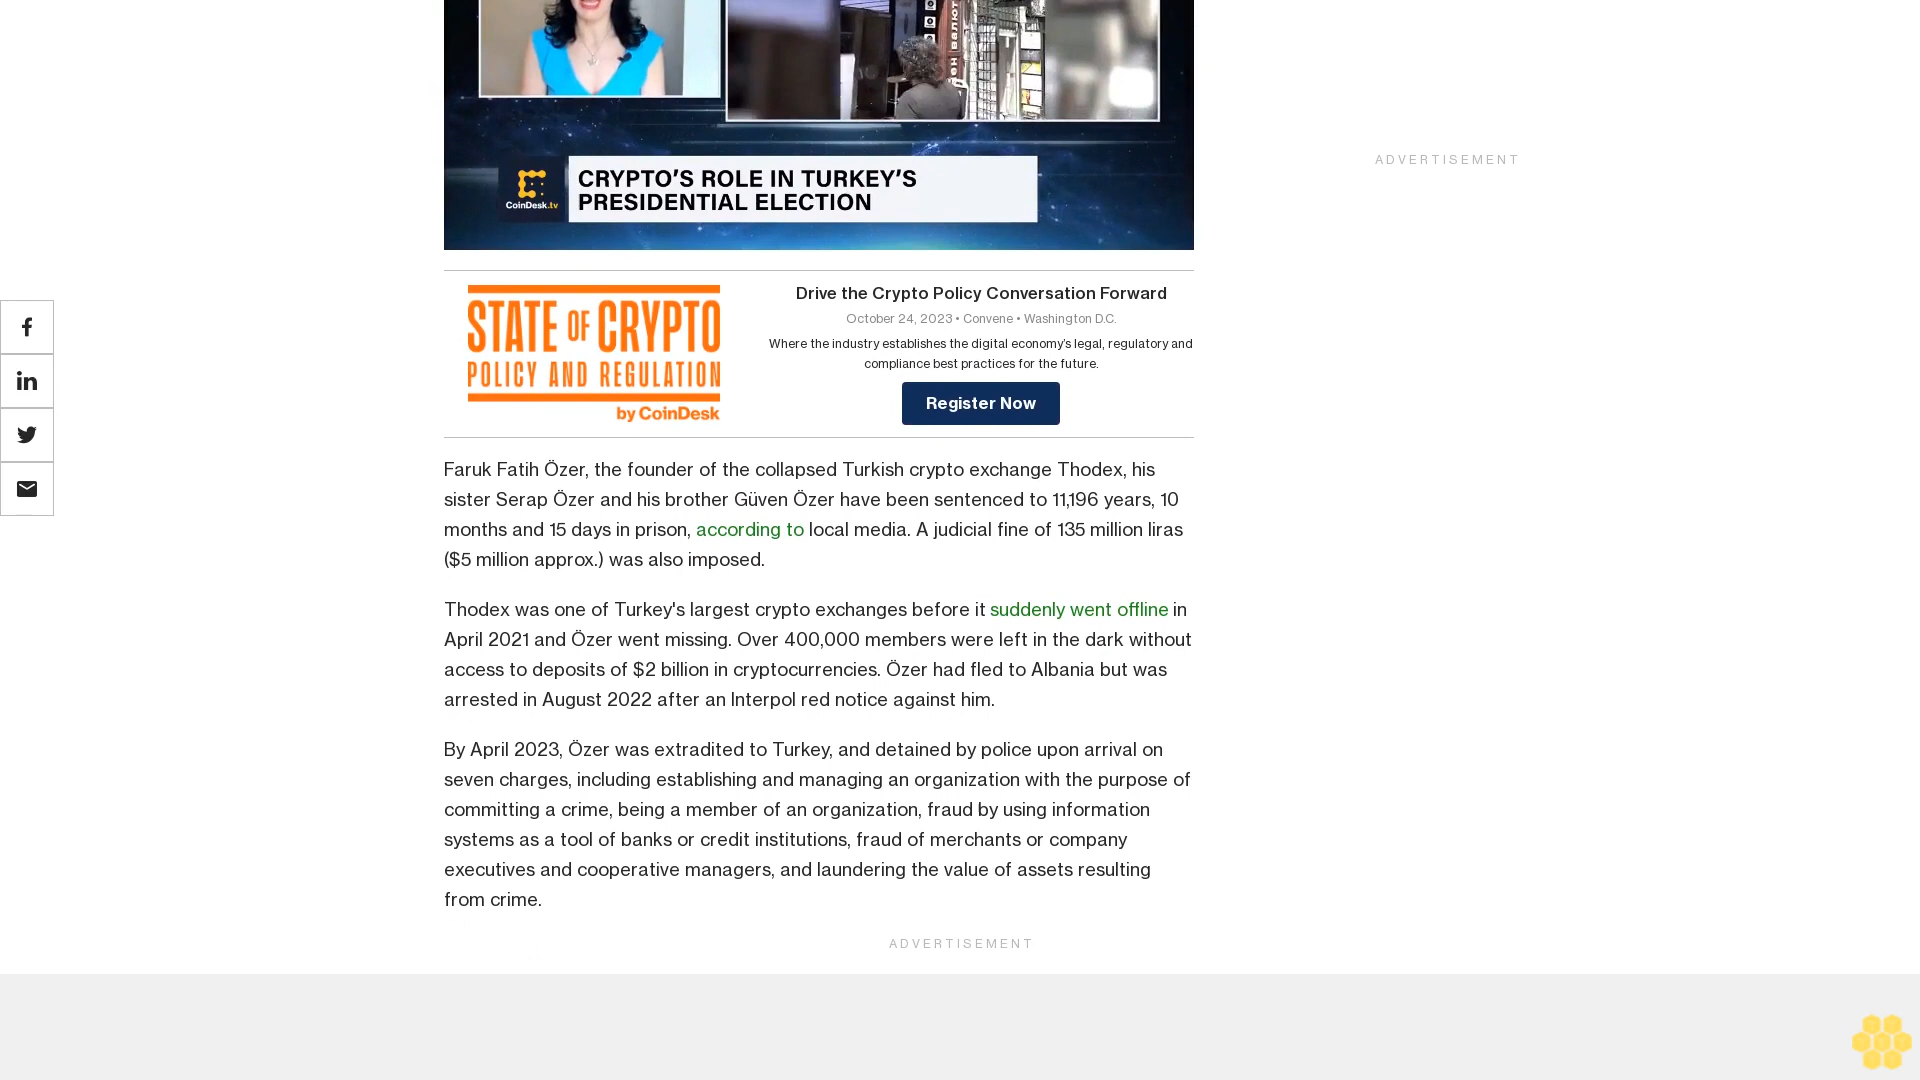 CRYPTO'S ROLE IN TURKEY'S
PRESIDENTIAL ELECTION
CoinDesk.tv
ADVERTISEMENT
STATE OF CRYPTO
POLICY AND REGULATION
by CoinDesk
Drive the Crypto Policy Conversation Forward
October 24, 2023 • Convene • Washington D.C.
Where the industry establishes the digital economy's legal, regulatory and
compliance best practices for the future.
Register Now
Faruk Fatih Özer, the founder of the collapsed Turkish crypto exchange Thodex, his
sister Serap Özer and his brother Güven Özer have been sentenced to 11,196 years, 10
months and 15 days in prison, according to local media. A judicial fine of 135 million liras
($5 million approx.) was also imposed.
Thodex was one of Turkey's largest crypto exchanges before it suddenly went offline in
April 2021 and Özer went missing. Over 400,000 members were left in the dark without
access to deposits of $2 billion in cryptocurrencies. Özer had fled to Albania but was
arrested in August 2022 after an Interpol red notice against him.
By April 2023, Özer was extradited to Turkey, and detained by police upon arrival on
seven charges, including establishing and managing an organization with the purpose of
committing a crime, being a member of an organization, fraud by using information
systems as a tool of banks or credit institutions, fraud of merchants or company
executives and cooperative managers, and laundering the value of assets resulting
from crime.
ADVERTISEMENT